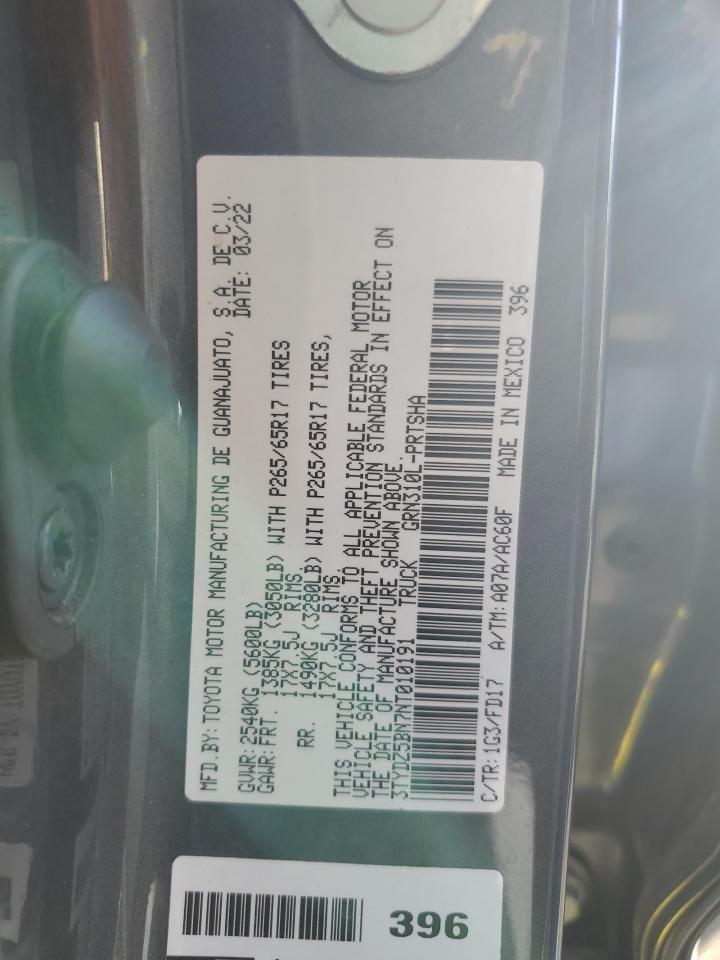 MFD.BY: TOYOTA MOTOR MANUFACTURING DE GUANAJUATO, S.A. DE C.V.
DATE: 03/22
GVWR: 2540KG (5600LB)
GAWR: FRT. 1385KG (3050LB) WITH P265/65R17 TIRES
17X7.5J RIMS
RR. 1490KG (3280LB) WITH P265/65R17 TIRES,
17X7.5J RIMS
THIS VEHICLE CONFORMS TO ALL APPLICABLE FEDERAL MOTOR
VEHICLE SAFETY AND THEFT PREVENTION STANDARDS IN EFFECT ON
THE DATE OF MANUFACTURE SHOWN ABOVE.
3TYDZ5BN7NT010191 TRUCK GRN310L-PRTSHA
C/TR: 1G3/FD17 A/TM: A07A/AC60F MADE IN MEXICO 396
396